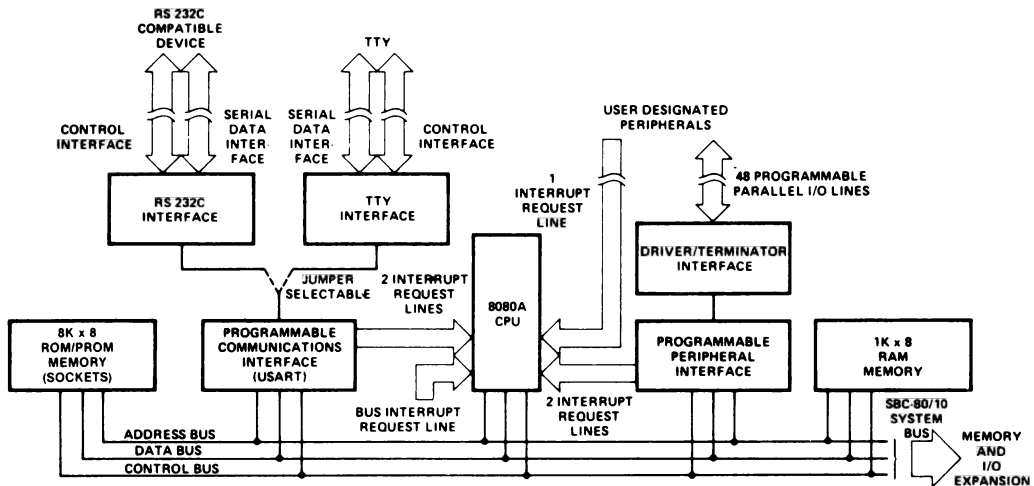 RS 232C
COMPATIBLE
DEVICE
TTY
CONTROL
INTERFACE
SERIAL
DATA
INTER-
FACE
SERIAL
DATA
INTER-
FACE
CONTROL
INTERFACE
USER DESIGNATED
PERIPHERALS
1
INTERRUPT
REQUEST
LINE
48 PROGRAMMABLE
PARALLEL I/O LINES
RS 232C
INTERFACE
TTY
INTERFACE
DRIVER/TERMINATOR
INTERFACE
JUMPER
SELECTABLE
2 INTERRUPT
REQUEST
LINES
8080A
CPU
8K x 8
ROM/PROM
MEMORY
(SOCKETS)
PROGRAMMABLE
COMMUNICATIONS
INTERFACE
(USART)
PROGRAMMABLE
PERIPHERAL
INTERFACE
1K x 8
RAM
MEMORY
BUS INTERRUPT
REQUEST LINE
2 INTERRUPT
REQUEST
LINES
SBC-80/10
SYSTEM
BUS
ADDRESS BUS
DATA BUS
CONTROL BUS
MEMORY
AND
I/O
EXPANSION